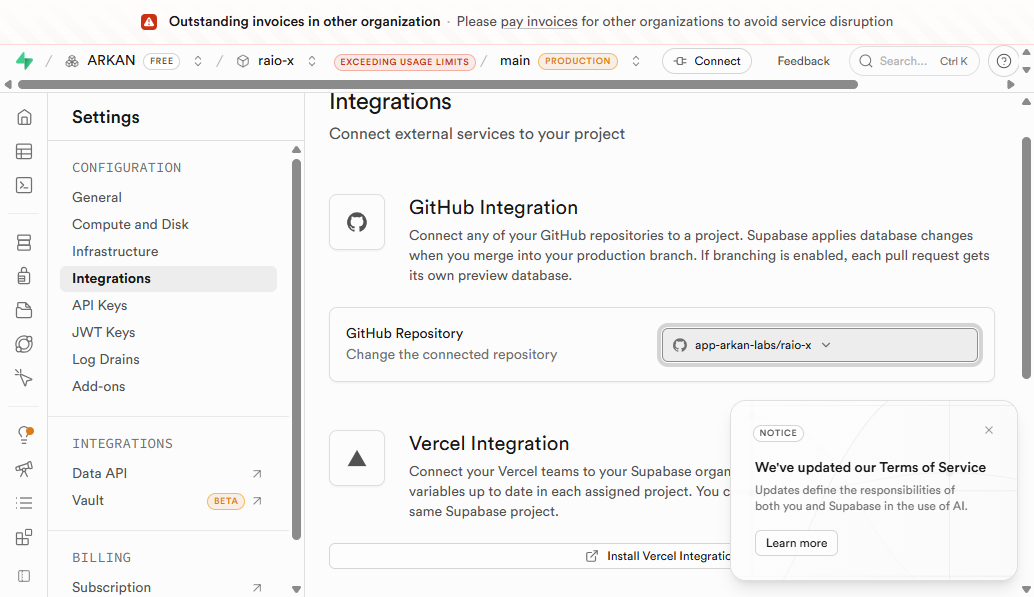 Outstanding invoices in other organization · Please pay invoices for other organizations to avoid service disruption
/ ARKAN FREE / raio-x EXCEEDING USAGE LIMITS / main PRODUCTION Connect Feedback Search... Ctrl K ?
Settings
CONFIGURATION
General
Compute and Disk
Infrastructure
Integrations
API Keys
JWT Keys
Log Drains
Add-ons
INTEGRATIONS
Data API
Vault BETA
BILLING
Subscription
Integrations
Connect external services to your project
GitHub Integration
Connect any of your GitHub repositories to a project. Supabase applies database changes
when you merge into your production branch. If branching is enabled, each pull request gets
its own preview database.
GitHub Repository
Change the connected repository
app-arkan-labs/raio-x
Vercel Integration
Connect your Vercel teams to your Supabase organ
variables up to date in each assigned project. You c
same Supabase project.
Install Vercel Integratio
NOTICE
We've updated our Terms of Service
Updates define the responsibilities of
both you and Supabase in the use of AI.
Learn more